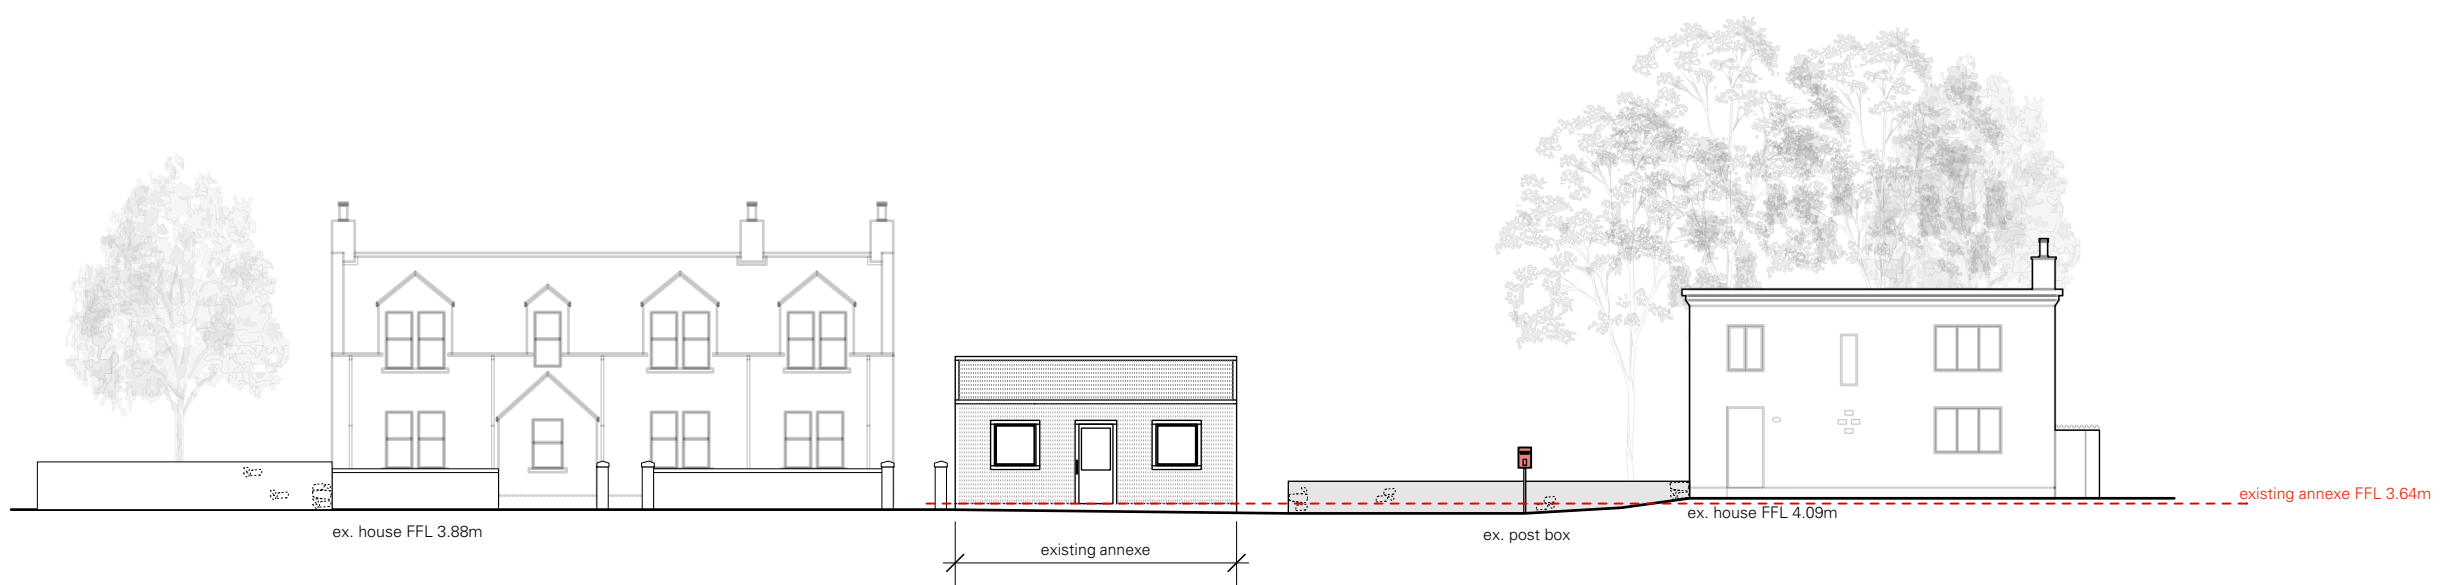 existing annexe FFL 3.64m
ex. house FFL 4.09m
ex. house FFL 3.88m
ex. post box
existing annexe